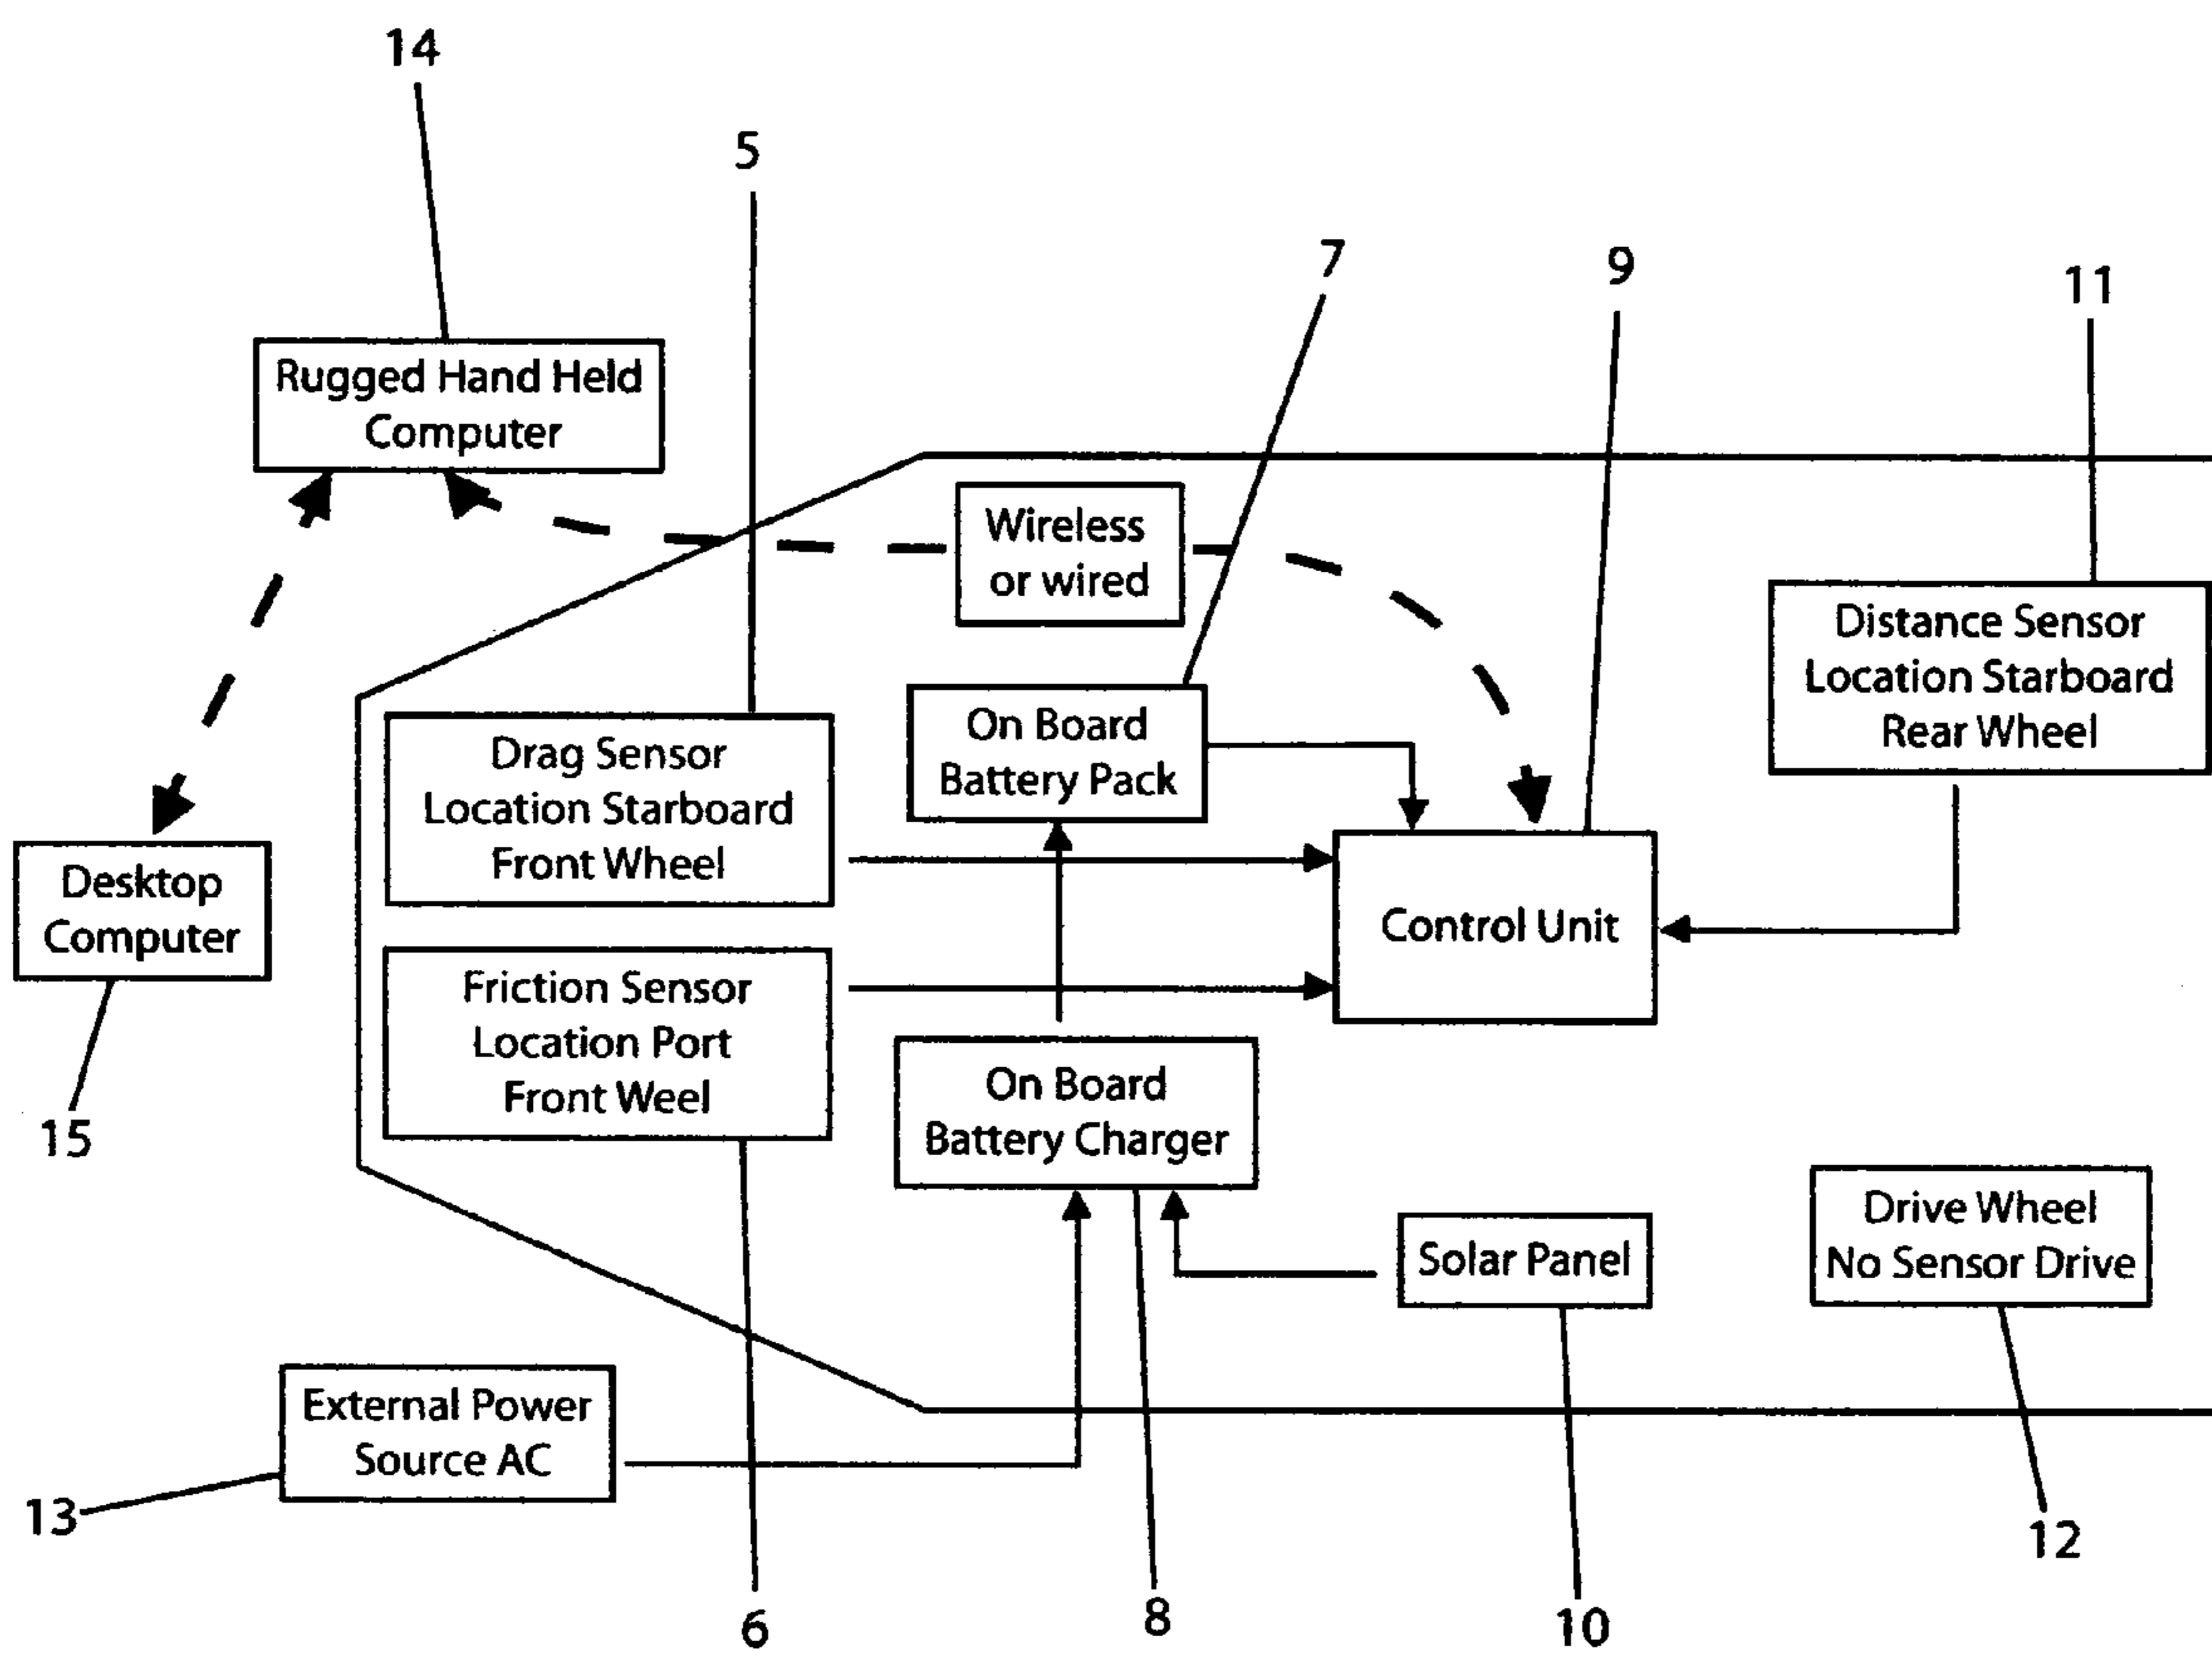 14
5
7
9
11
Rugged Hand Held
Computer
Wireless
or wired
Distance Sensor
Location Starboard
Rear Wheel
On Board
Battery Pack
Drag Sensor
Location Starboard
Front Wheel
Desktop
Computer
Control Unit
Friction Sensor
Location Port
Front Weel
On Board
Battery Charger
15
Drive Wheel
No Sensor Drive
Solar Panel
External Power
Source AC
13
12
6
8
10